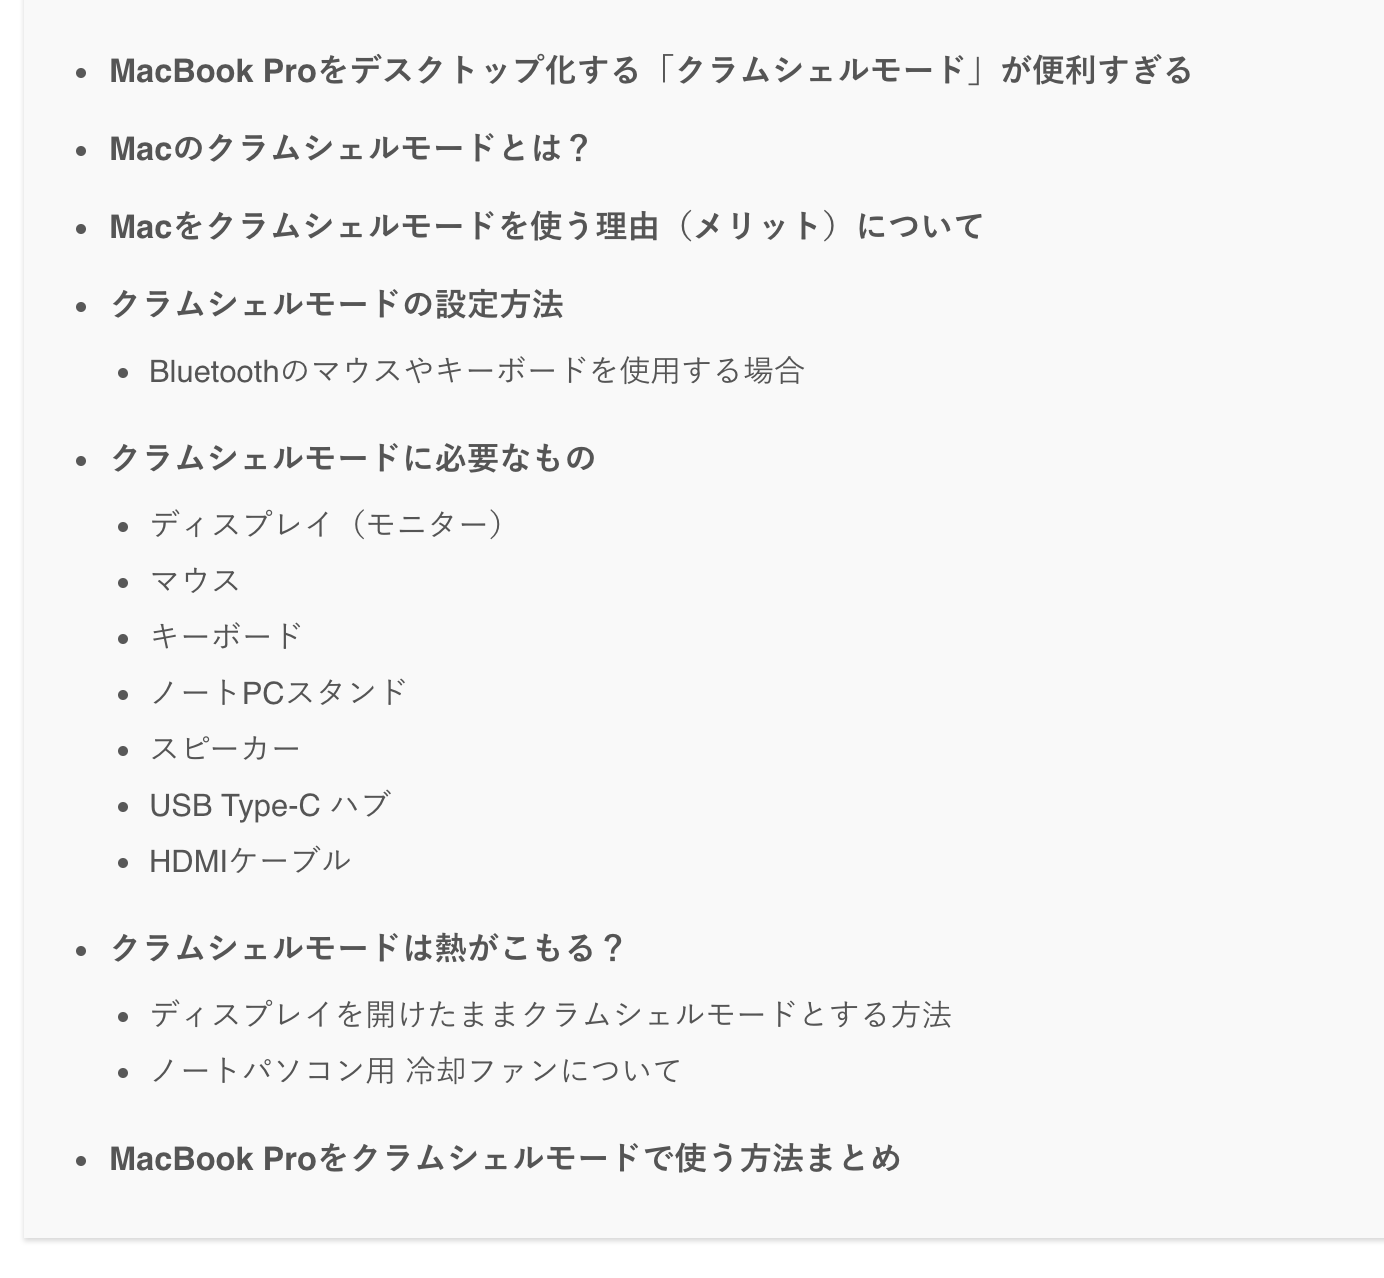 MacBook Proをデスクトップ化する「クラムシェルモード」が便利すぎる
Macのクラムシェルモードとは？
Macをクラムシェルモードを使う理由（メリット）について
クラムシェルモードの設定方法
Bluetoothのマウスやキーボードを使用する場合
クラムシェルモードに必要なもの
ディスプレイ（モニター）
マウス
キーボード
ノートPCスタンド
スピーカー
USB Type-C ハブ
HDMIケーブル
クラムシェルモードは熱がこもる？
ディスプレイを開けたままクラムシェルモードとする方法
ノートパソコン用 冷却ファンについて
MacBook Proをクラムシェルモードで使う方法まとめ